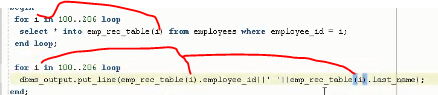 begin
for i in 100..206 loop
select * into emp_rec_table(i) from employees where employee_id = i;
end loop;
for i in 100..206 loop
dbms_output.put_line(emp_rec_table(i).employee_id||' '||emp_rec_table(i).last_name);
end;